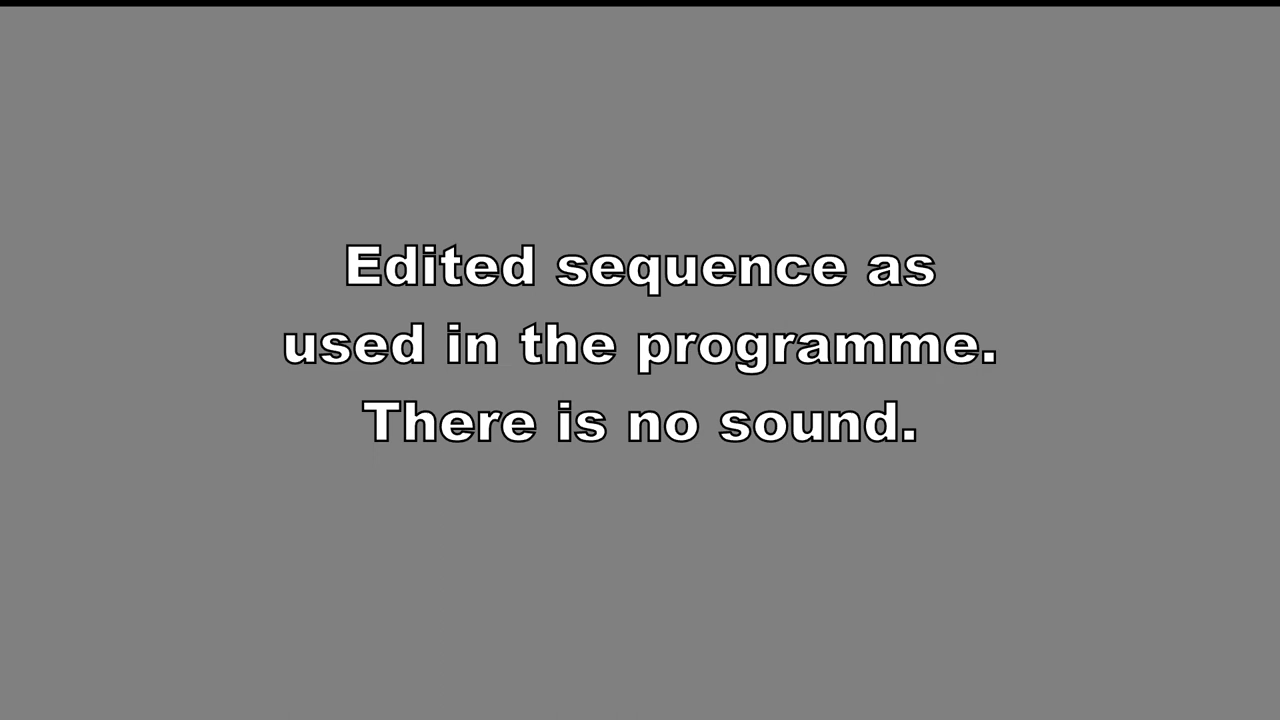 Edited sequence as
used in the programme.
There is no sound.